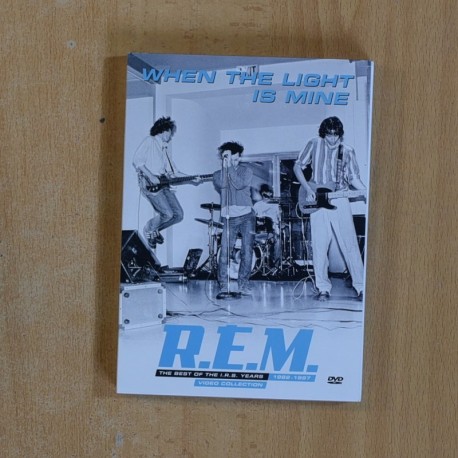 WHEN THE LIGHT
IS MINE
R.E.M.
THE BEST OF THE I.R.S. YEARS 1982-1987
VIDEO COLLECTION
DVD